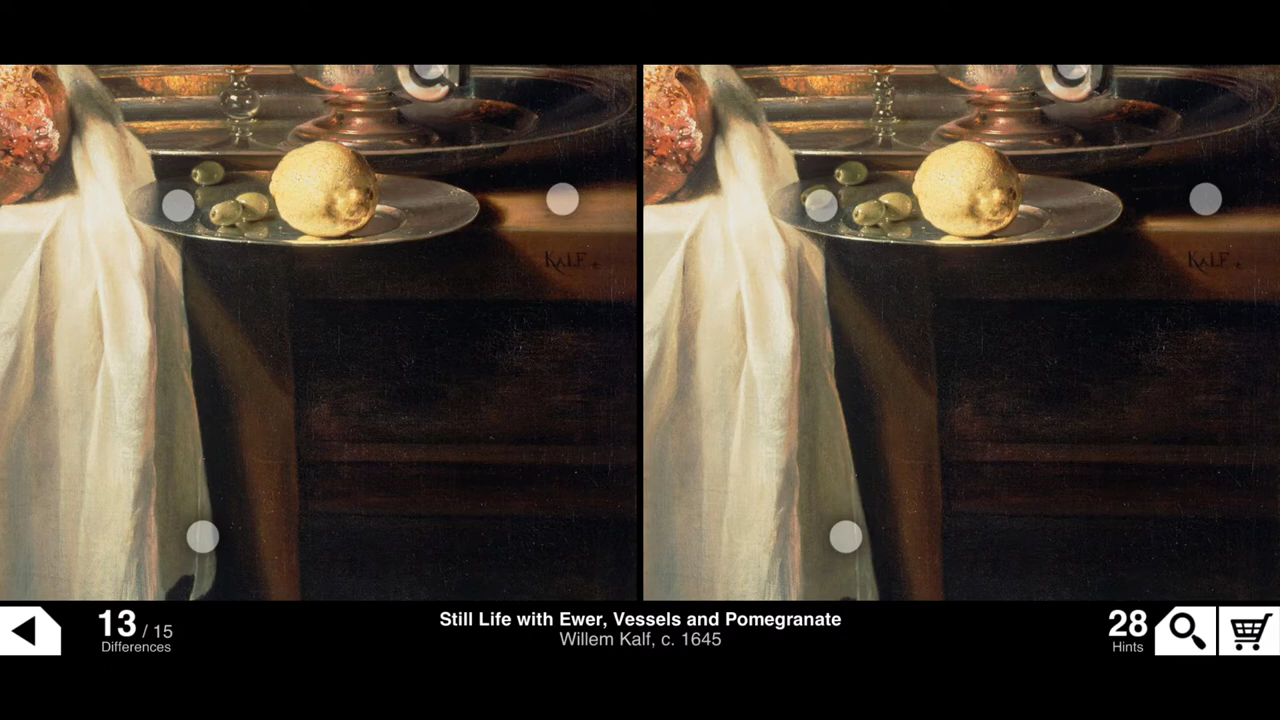 KALF
KALF
13 / 15
Differences
Still Life with Ewer, Vessels and Pomegranate
Willem Kalf, c. 1645
28
Hints